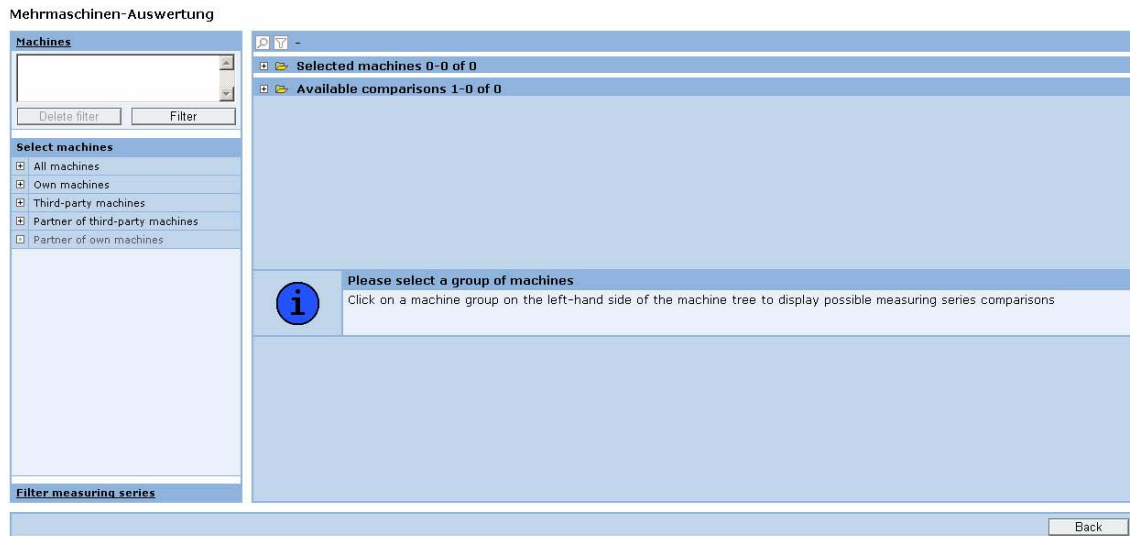 Mehrmaschinen-Auswertung
Machines
Delete filter
Filter
Select machines
All machines
Own machines
Third-party machines
Partner of third-party machines
Partner of own machines
Filter measuring series
-
Selected machines 0-0 of 0
Available comparisons 1-0 of 0
i
Please select a group of machines
Click on a machine group on the left-hand side of the machine tree to display possible measuring series comparisons
Back